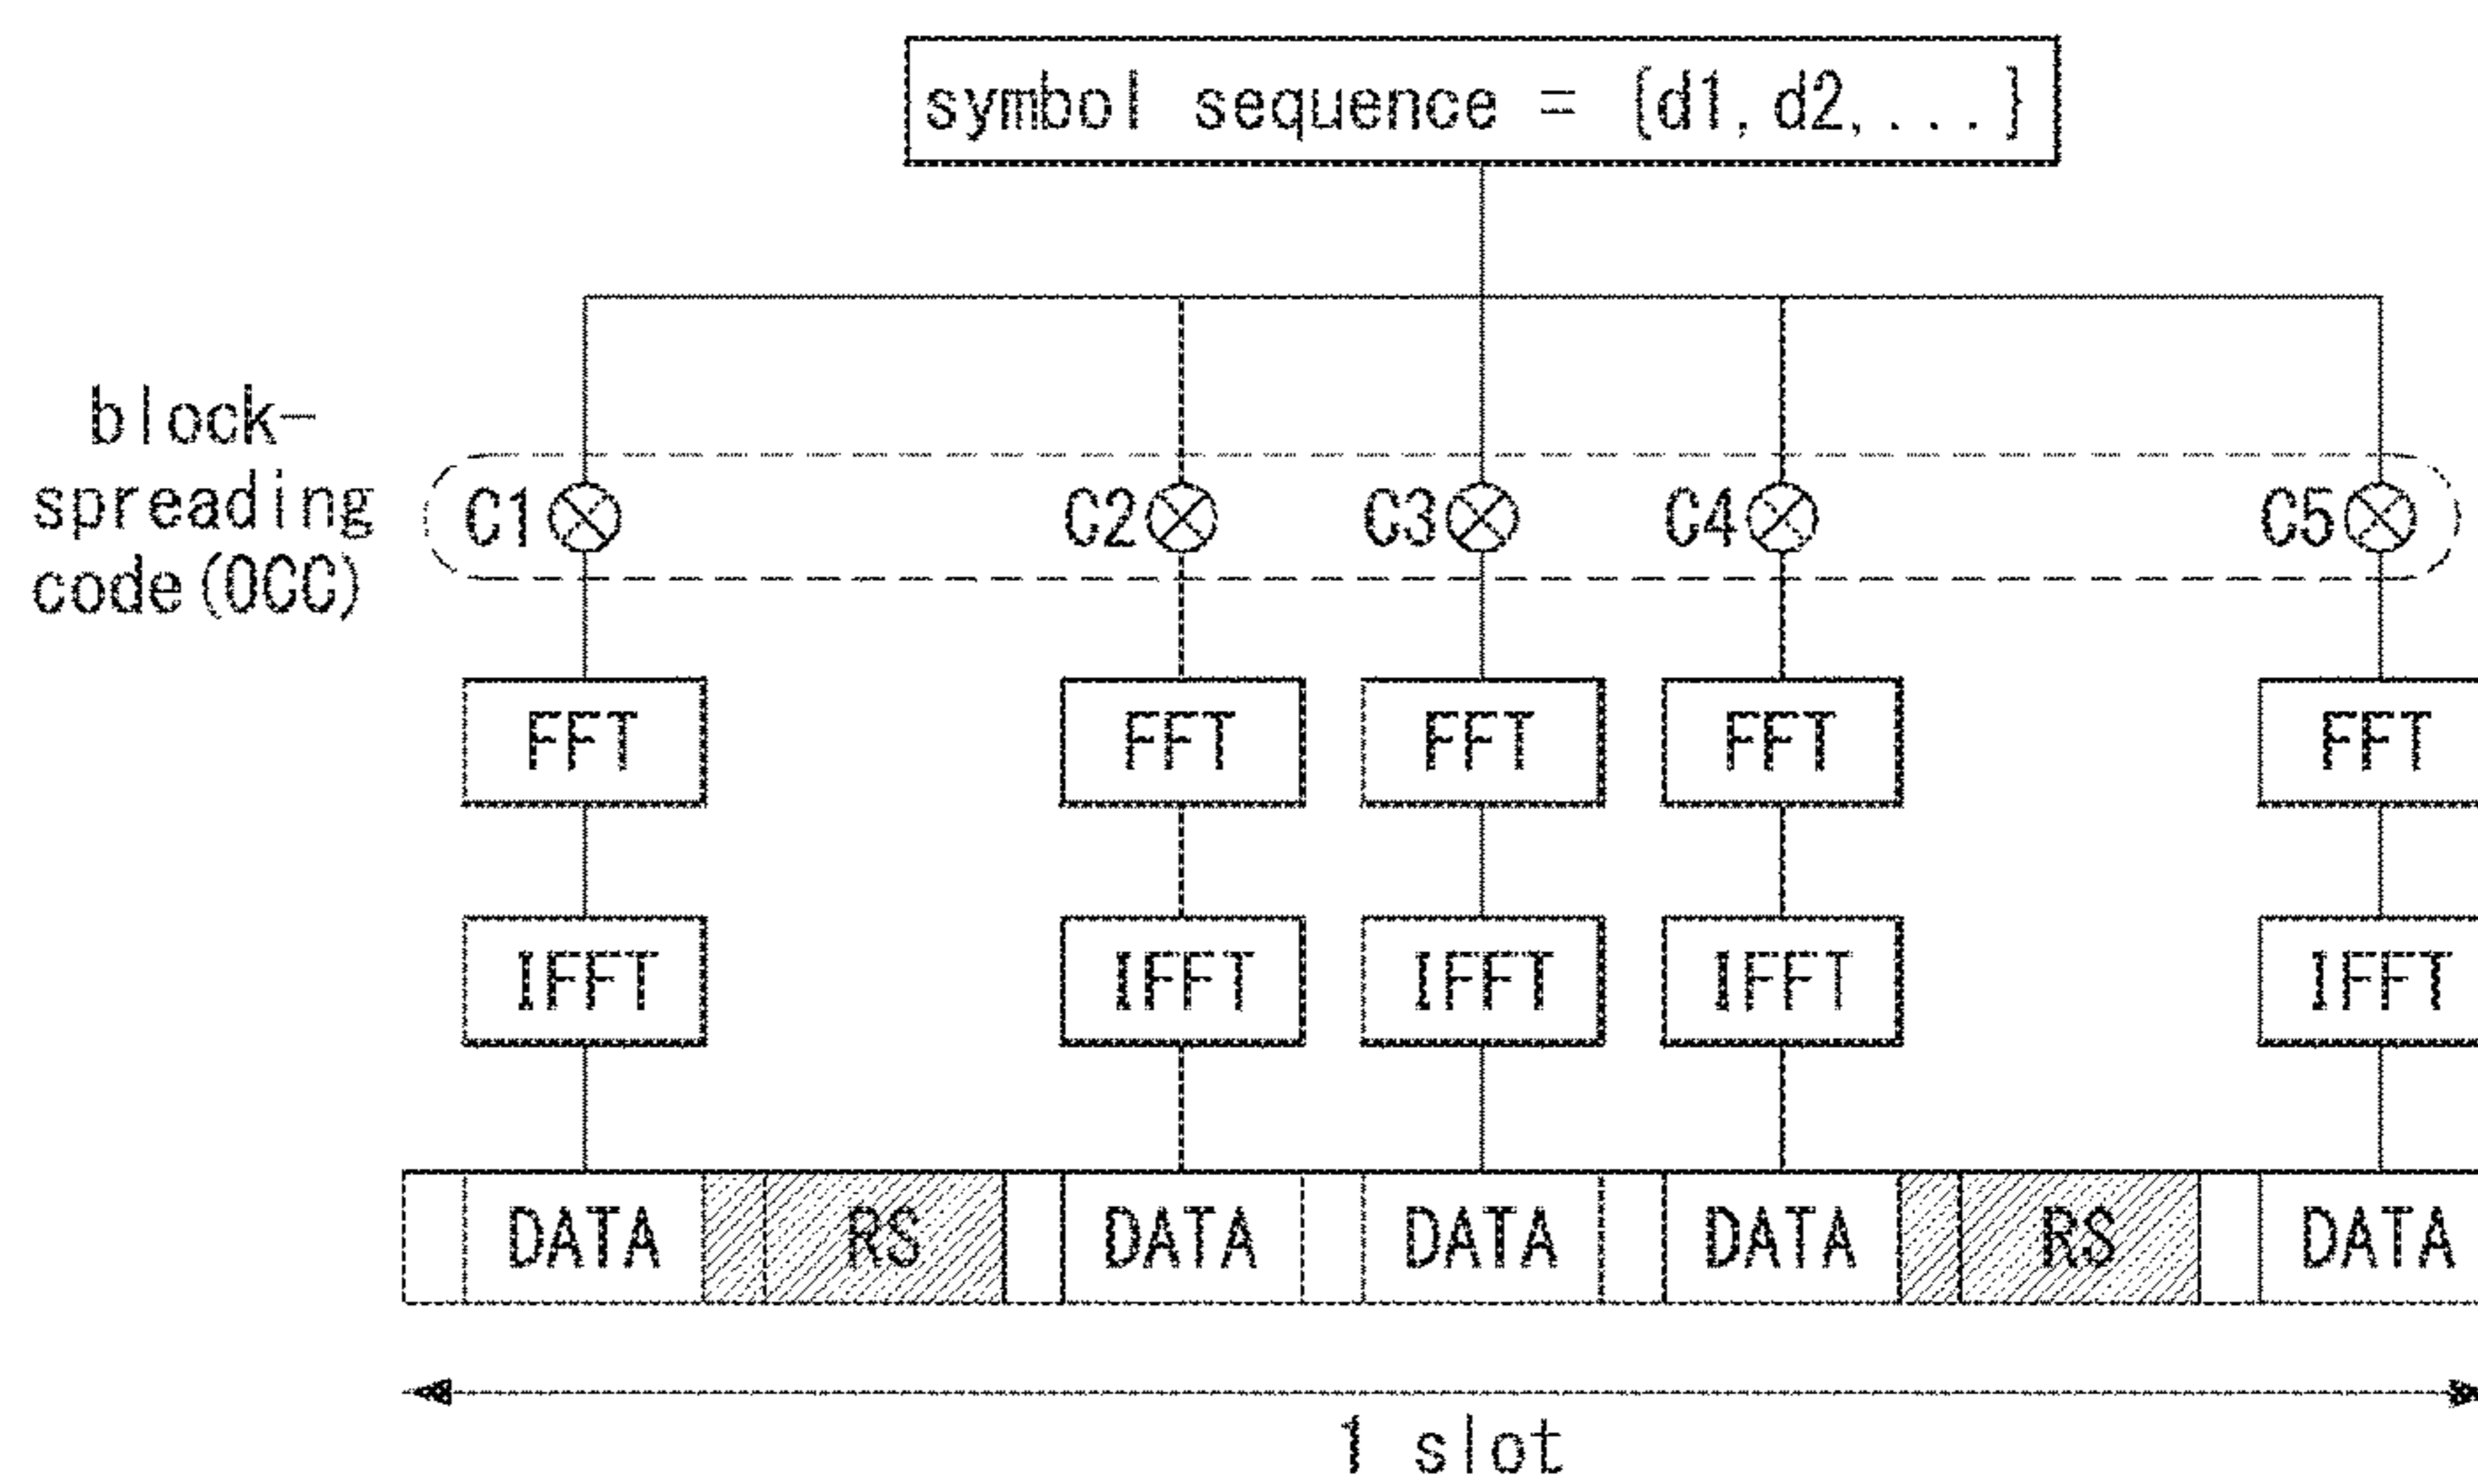 symbol sequence = {d1, d2, ...}
block-
spreading
code(OCC)
C1 C2 C3 C4 C5
FFT FFT FFT FFT FFT
IFFT IFFT IFFT IFFT IFFT
DATA RS DATA DATA DATA RS DATA
1 slot